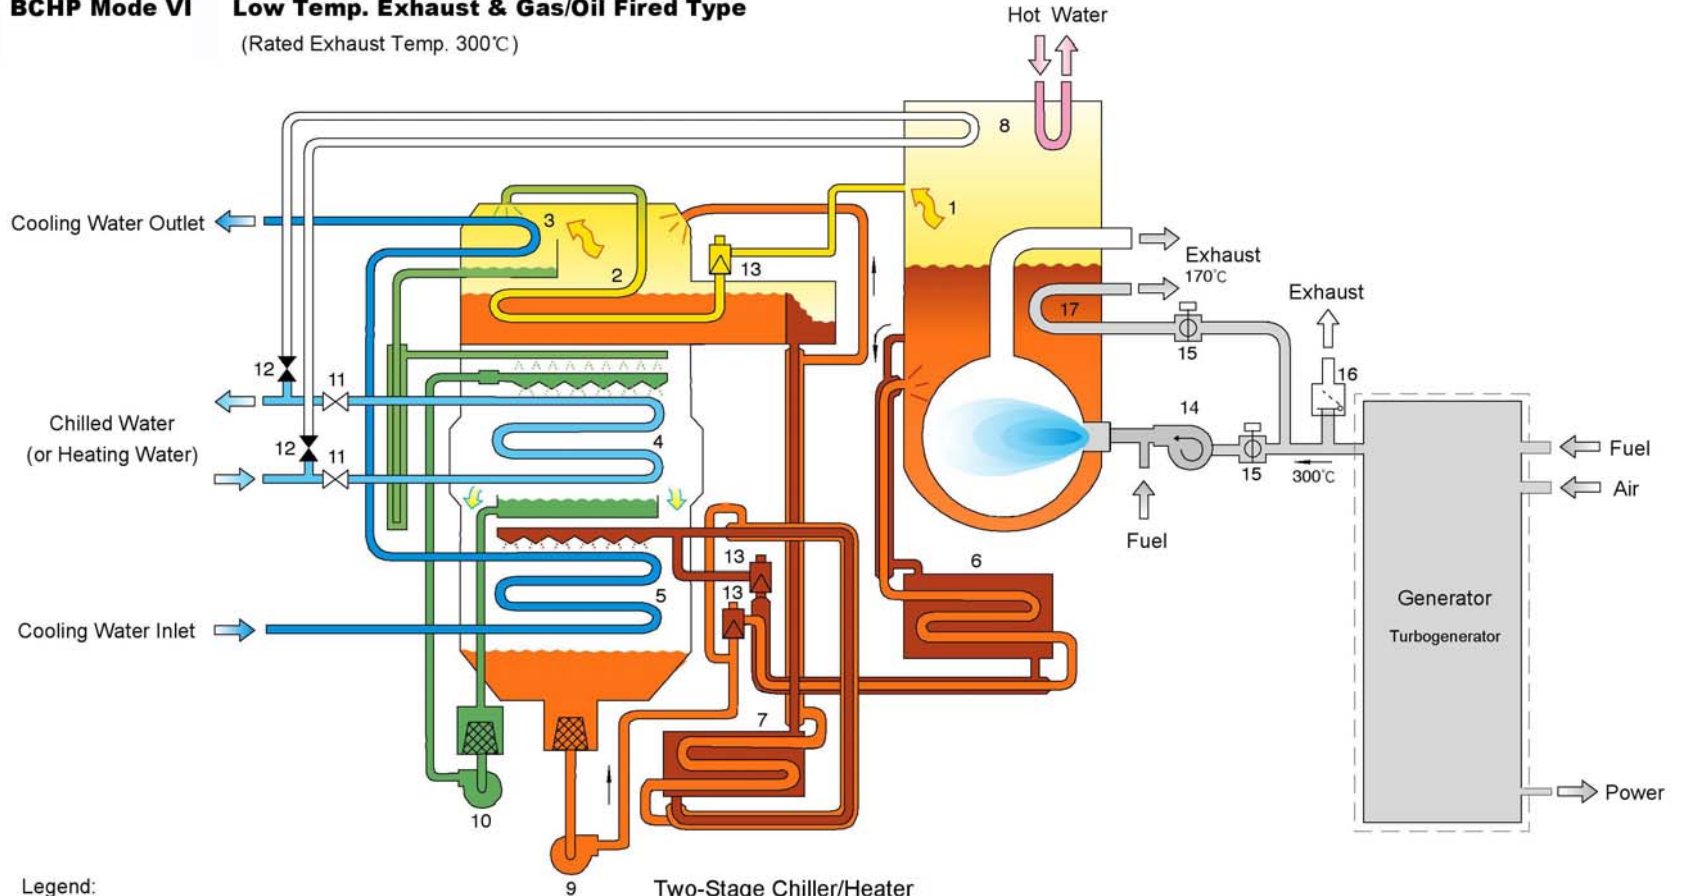 BCHP Mode VI Low Temp. Exhaust & Gas/Oil Fired Type
(Rated Exhaust Temp. 300℃)
Hot Water
8
1
Cooling Water Outlet
3
2
13
Exhaust
170℃
17
15
Exhaust
16
12
11
Chilled Water
(or Heating Water)
12
11
4
14
15
300℃
Fuel
Air
Fuel
Cooling Water Inlet
5
13
13
6
Generator
Turbogenerator
7
10
9
Power
Legend:
Two-Stage Chiller/Heater